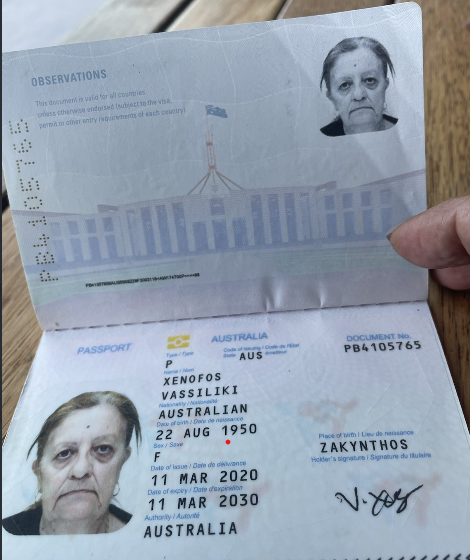 OBSERVATIONS
This document is valid for all countries
unless otherwise endorsed (subject to the visa,
permit or other entry requirements of each country)
PB4105765
PASSPORT
AUSTRALIA
DOCUMENT No.
PB4105765
Type / Type
P
Code of Issuing / Code de l'état
State AUS émetteur
Name / Nom
XENOFOS
VASSILIKI
Nationality / Nationalité
AUSTRALIAN
Date of birth / Date de naissance
22 AUG 1950
Sex / Sexe
F
Place of birth / Lieu de naissance
ZAKYNTHOS
Date of issue / Date de délivrance
11 MAR 2020
Holder's signature / Signature du titulaire
Date of expiry / Date d'expiration
11 MAR 2030
Authority / Autorité
AUSTRALIA